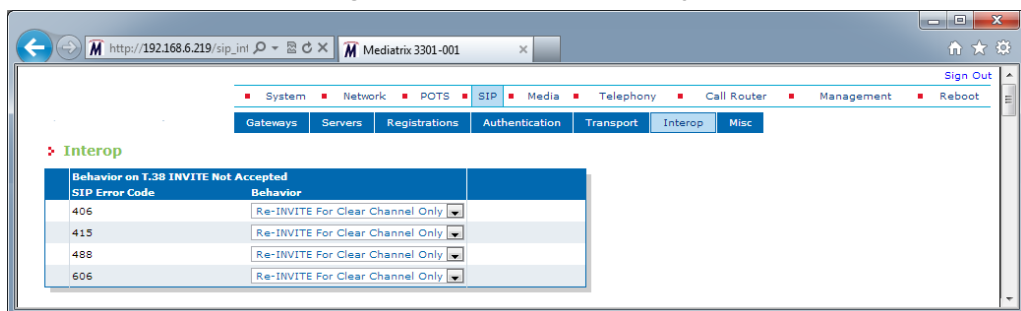 http://192.168.6.219/sip_int
Mediatrix 3301-001
Sign Out
System Network POTS SIP Media Telephony Call Router Management Reboot
Gateways Servers Registrations Authentication Transport Interop Misc
Interop
Behavior on T.38 INVITE Not Accepted
SIP Error Code Behavior
406 Re-INVITE For Clear Channel Only
415 Re-INVITE For Clear Channel Only
488 Re-INVITE For Clear Channel Only
606 Re-INVITE For Clear Channel Only